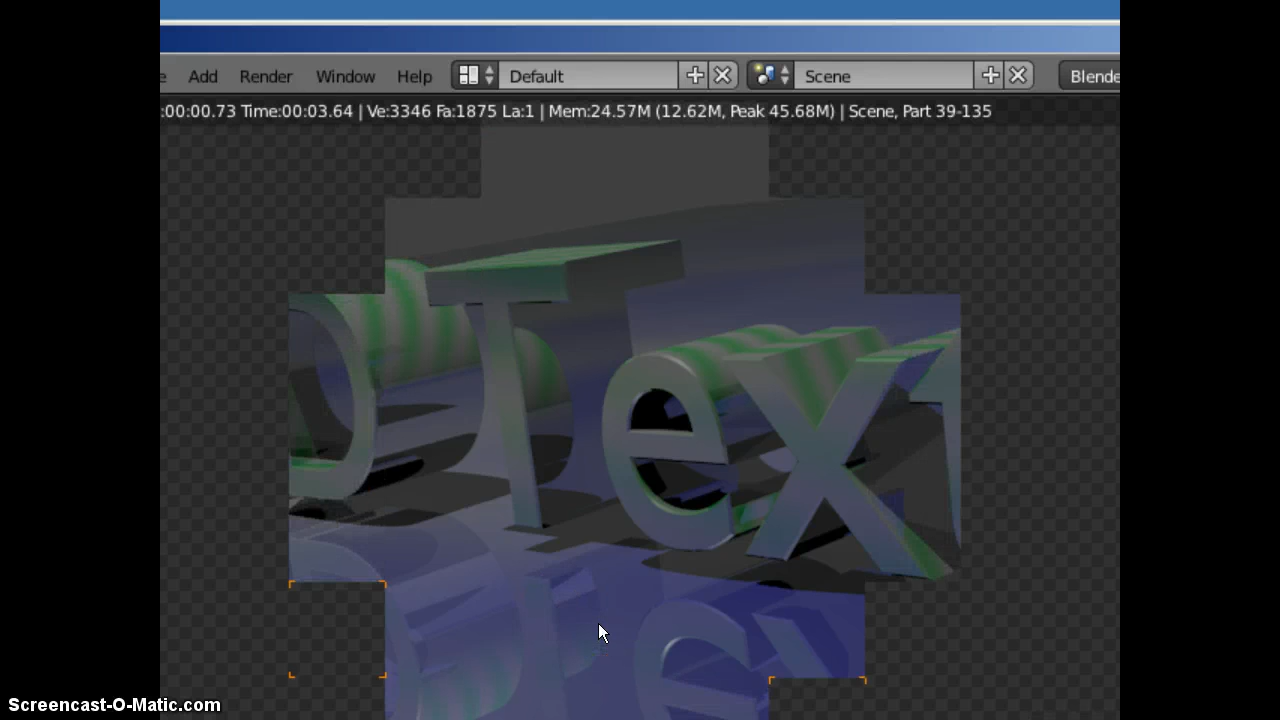 Add Render Window Help Default Scene Blende
:00:00.73 Time:00:03.64 | Ve:3346 Fa:1875 La:1 | Mem:24.57M (12.62M, Peak 45.68M) | Scene, Part 39-135
D Text
Screencast-O-Matic.com